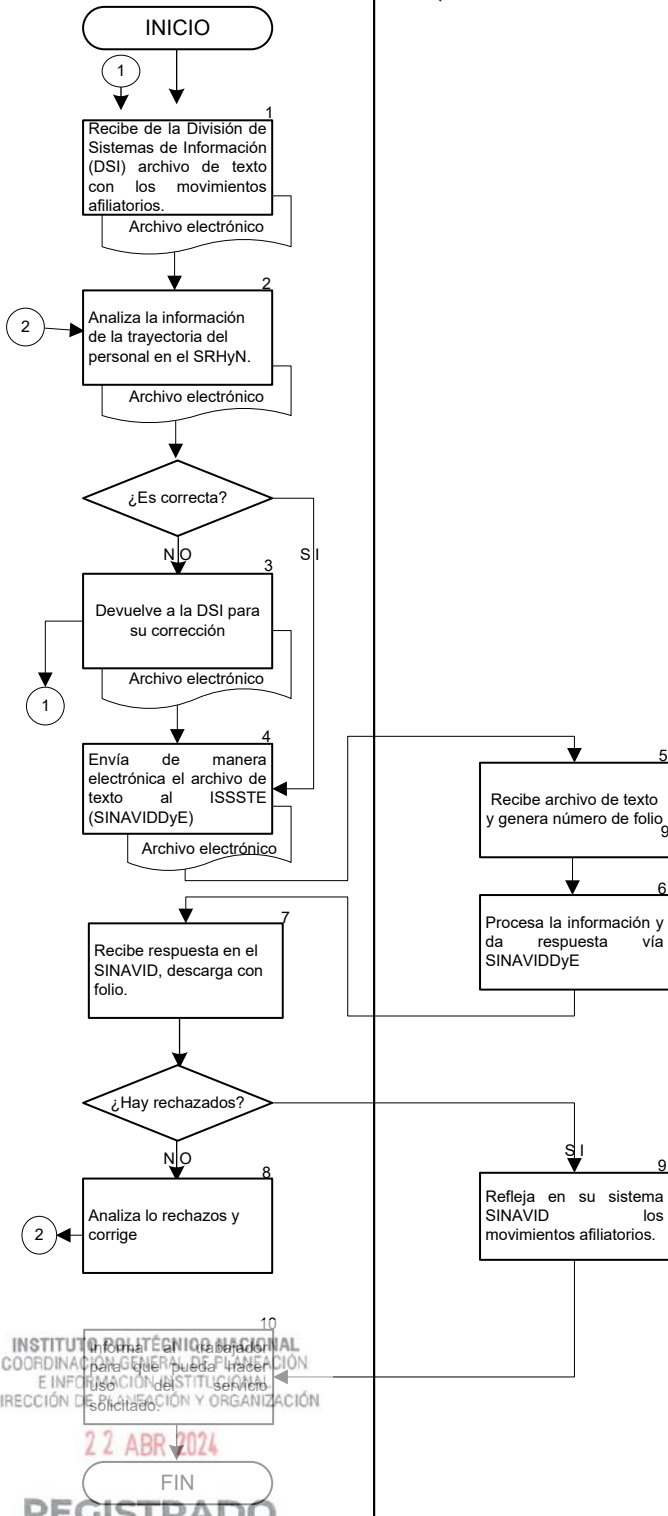 INICIO
1
1
Recibe de la División de
Sistemas de Información
(DSI) archivo de texto
con los movimientos
afiliatorios.
Archivo electrónico
2
2
Analiza la información
de la trayectoria del
personal en el SRHyN.
Archivo electrónico
¿Es correcta?
NO
SI
3
Devuelve a la DSI para
su corrección
Archivo electrónico
1
4
Envía de manera
electrónica el archivo de
texto al ISSSTE
(SINAVIDDyE)
Archivo electrónico
5
Recibe archivo de texto
y genera número de folio
9
6
Procesa la información y
da respuesta vía
SINAVIDDyE
7
Recibe respuesta en el
SINAVID, descarga con
folio.
¿Hay rechazados?
NO
SI
8
Analiza lo rechazos y
corrige
2
9
Refleja en su sistema
SINAVID los
movimientos afiliatorios.
10
Informa al trabajador
para que pueda hacer
uso del servicio
solicitado.
INSTITUTO POLITÉCNICO NACIONAL
COORDINACIÓN GENERAL DE PLANEACIÓN
E INFORMACIÓN INSTITUCIONAL
DIRECCIÓN DE PLANEACIÓN Y ORGANIZACIÓN
22 ABR 2024
FIN
REGISTRADO